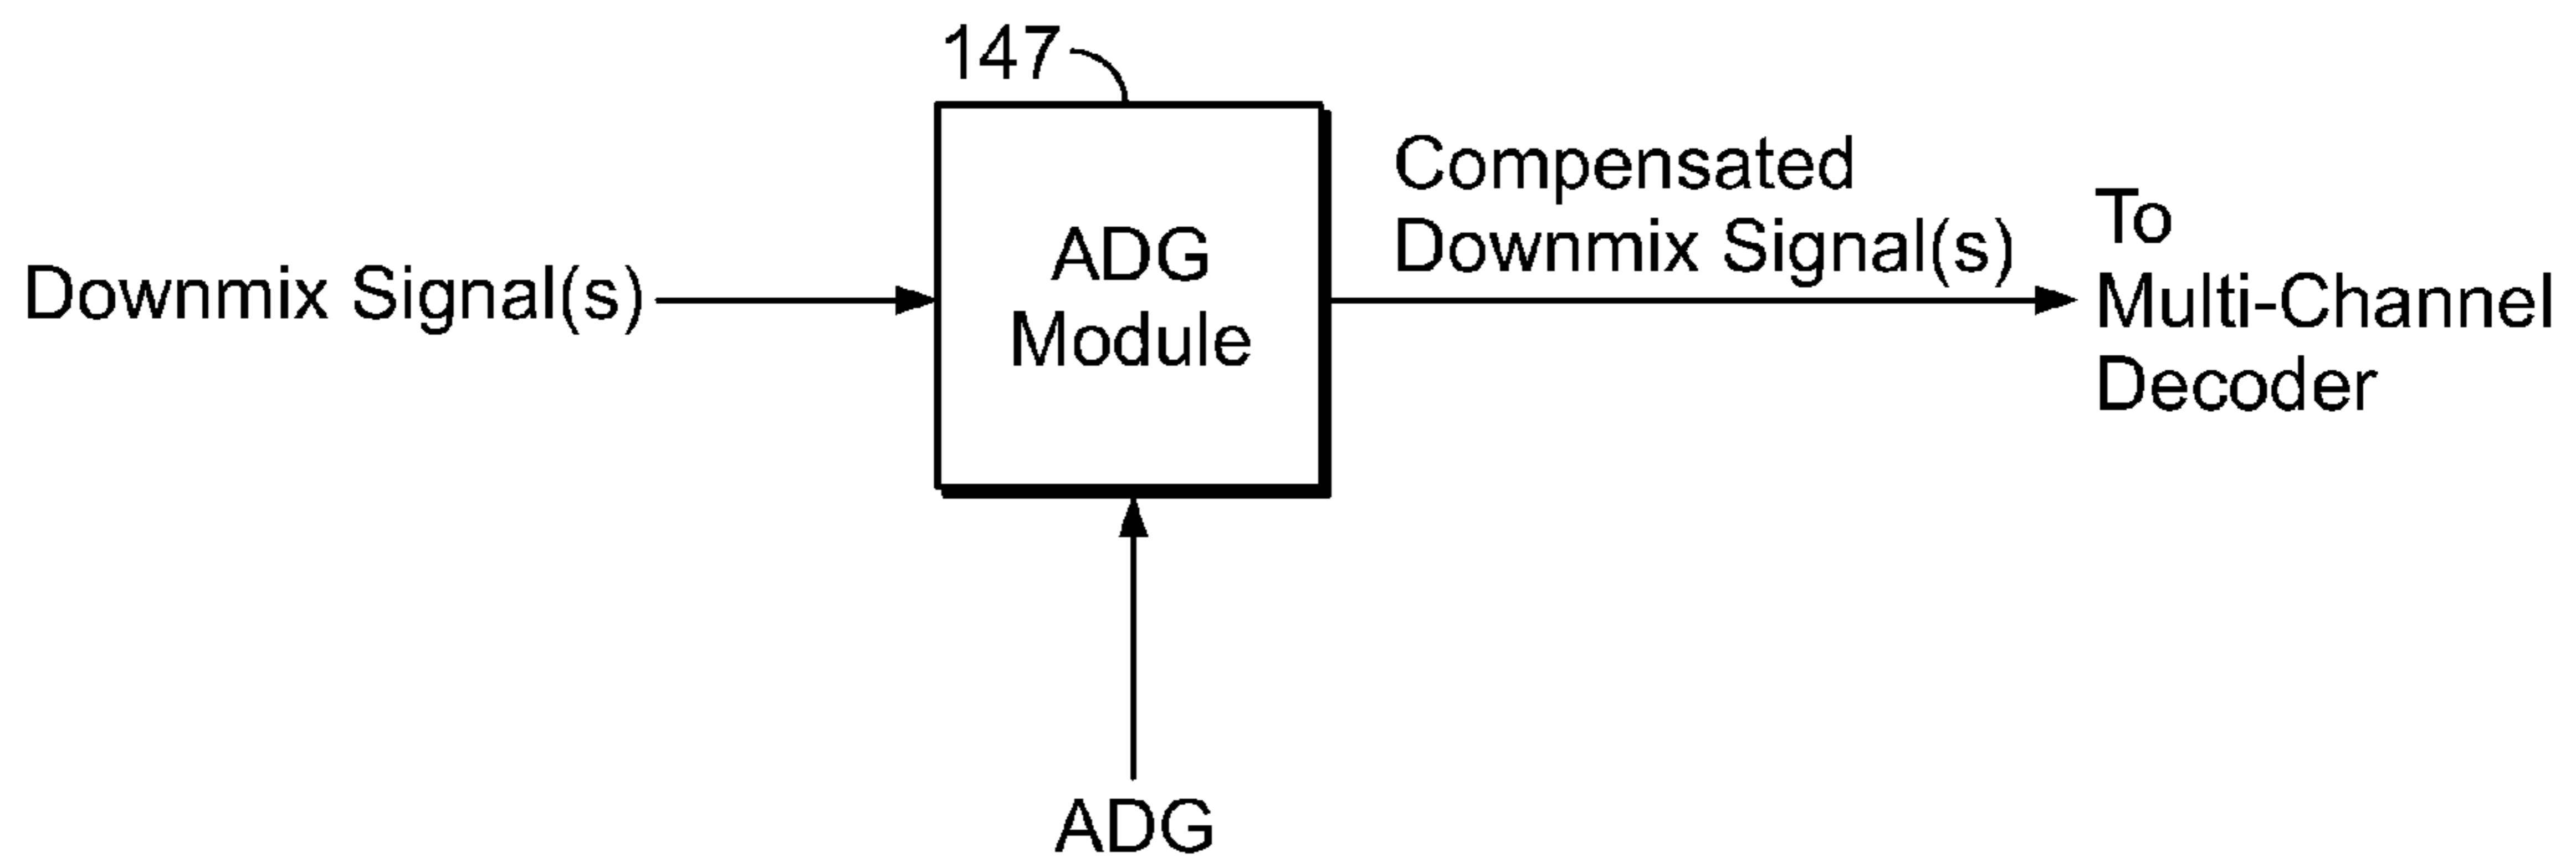 147
Downmix Signal(s)
ADG
Module
Compensated
Downmix Signal(s)
To
Multi-Channel
Decoder
ADG